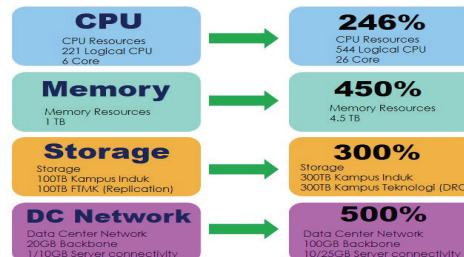 CPU
CPU Resources
221 Logical CPU
6 Core
246%
CPU Resources
544 Logical CPU
26 Core
Memory
Memory Resources
1 TB
450%
Memory Resources
4.5 TB
Storage
Storage
100TB Kampus Induk
100TB FTMK (Replication)
300%
Storage
300TB Kampus Induk
300TB Kampus Teknologi (DRC
DC Network
Data Center Network
20GB Backbone
1/10GB Server connectivity
500%
Data Center Network
100GB Backbone
10/25GB Server connectivity